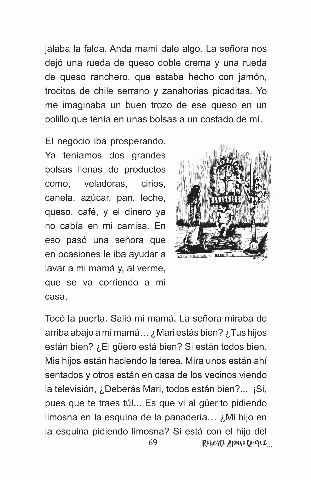 jalaba la falda. Anda mami dale algo. La señora nos
dejó una rueda de queso doble crema y una rueda
de queso ranchero, que estaba hecho con jamón,
trocitos de chile serrano y zanahorias picaditas. Yo
me imaginaba un buen trozo de ese queso en un
bolillo que tenía en unas bolsas a un costado de mí.
El negocio iba prosperando.
Ya teníamos dos grandes
bolsas llenas de productos
como, veladoras, cirios,
canela, azúcar, pan, leche,
queso, café, y el dinero ya
no cabía en mi camisa. En
eso pasó una señora que
en ocasiones le iba ayudar a
lavar a mi mamá y, al verme,
que se va corriendo a mi
casa.
Tocó la puerta. Salió mi mamá. La señora miraba de
arriba abajo a mi mamá… ¿Mari estás bien? ¿Tus hijos
están bien? ¿El güero está bien? Si están todos bien.
Mis hijos están haciendo la terea. Mira unos están ahí
sentados y otros están en casa de los vecinos viendo
la televisión, ¿Deberás Mari, todos están bien?... ¡Si,
pues que te traes tú!... Es que vi al güerito pidiendo
limosna en la esquina de la panadería… ¿Mi hijo en
la esquina pidiendo limosna? Si está con el hijo del
69